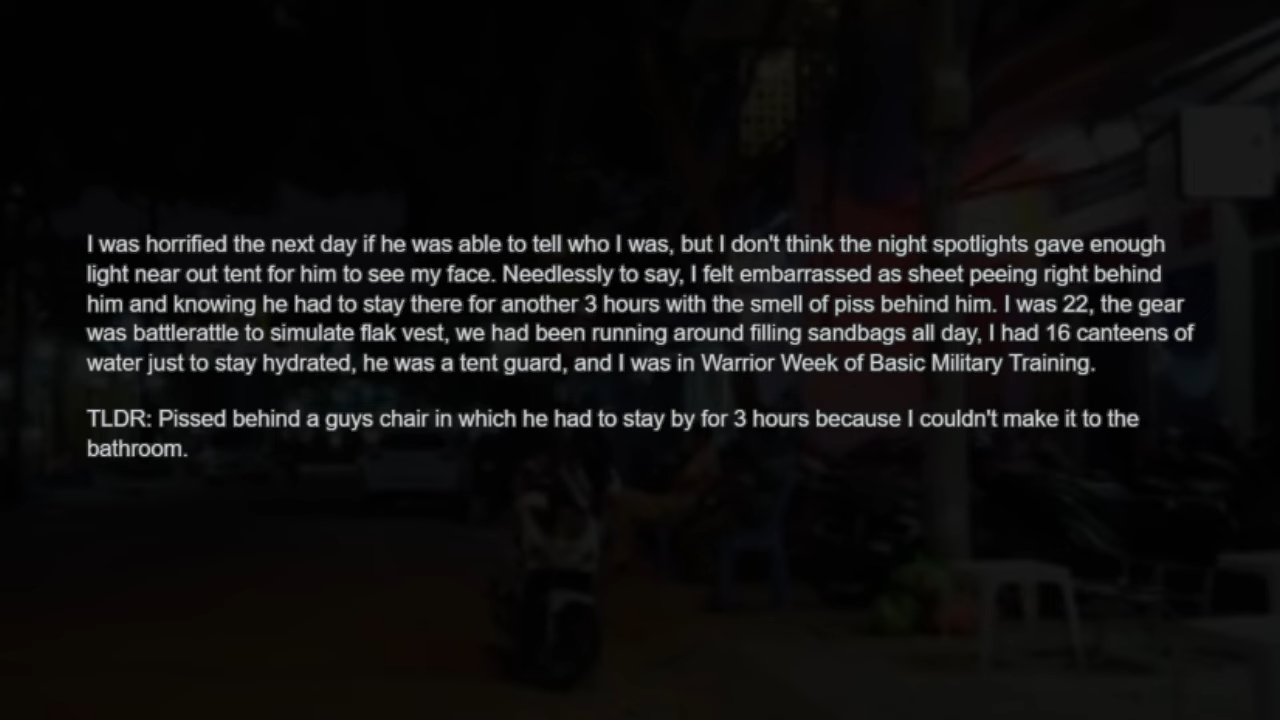 I was horrified the next day if he was able to tell who I was, but I don't think the night spotlights gave enough
light near out tent for him to see my face. Needlessly to say, I felt embarrassed as sheet peeing right behind
him and knowing he had to stay there for another 3 hours with the smell of piss behind him. I was 22, the gear
was battlerattle to simulate flak vest, we had been running around filling sandbags all day, I had 16 canteens of
water just to stay hydrated, he was a tent guard, and I was in Warrior Week of Basic Military Training.
TLDR: Pissed behind a guys chair in which he had to stay by for 3 hours because I couldn't make it to the
bathroom.